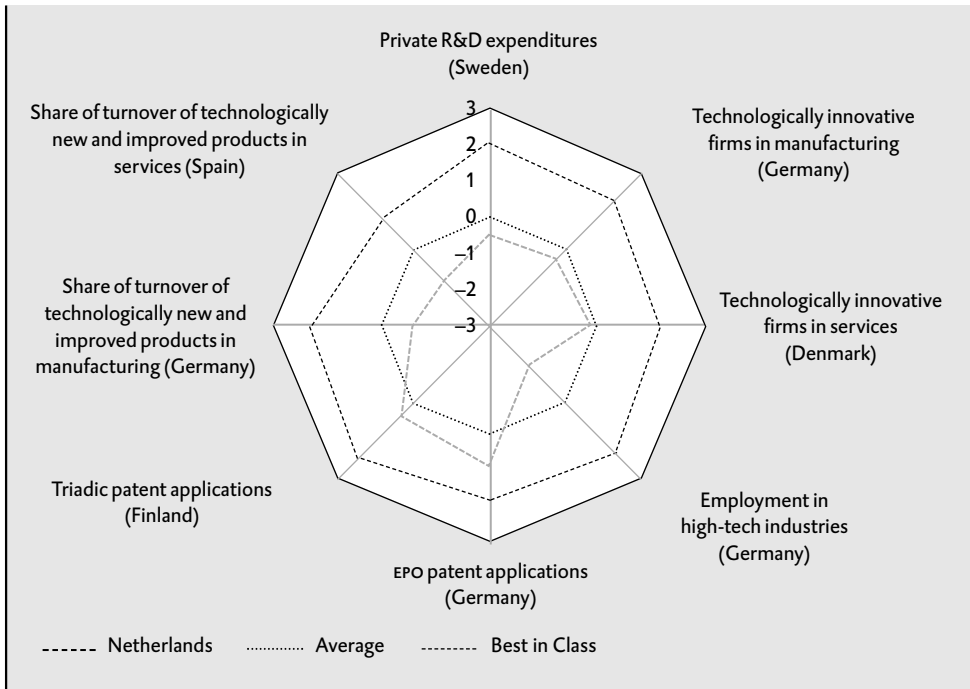 Private R&D expenditures
(Sweden)
Share of turnover of technologically
new and improved products in
services (Spain)
Technologically innovative
firms in manufacturing
(Germany)
3
2
1
0
–1
–2
–3
Share of turnover of
technologically new and
improved products in
manufacturing (Germany)
Technologically innovative
firms in services
(Denmark)
Triadic patent applications
(Finland)
Employment in
high-tech industries
(Germany)
EPO patent applications
(Germany)
Netherlands
Average
Best in Class